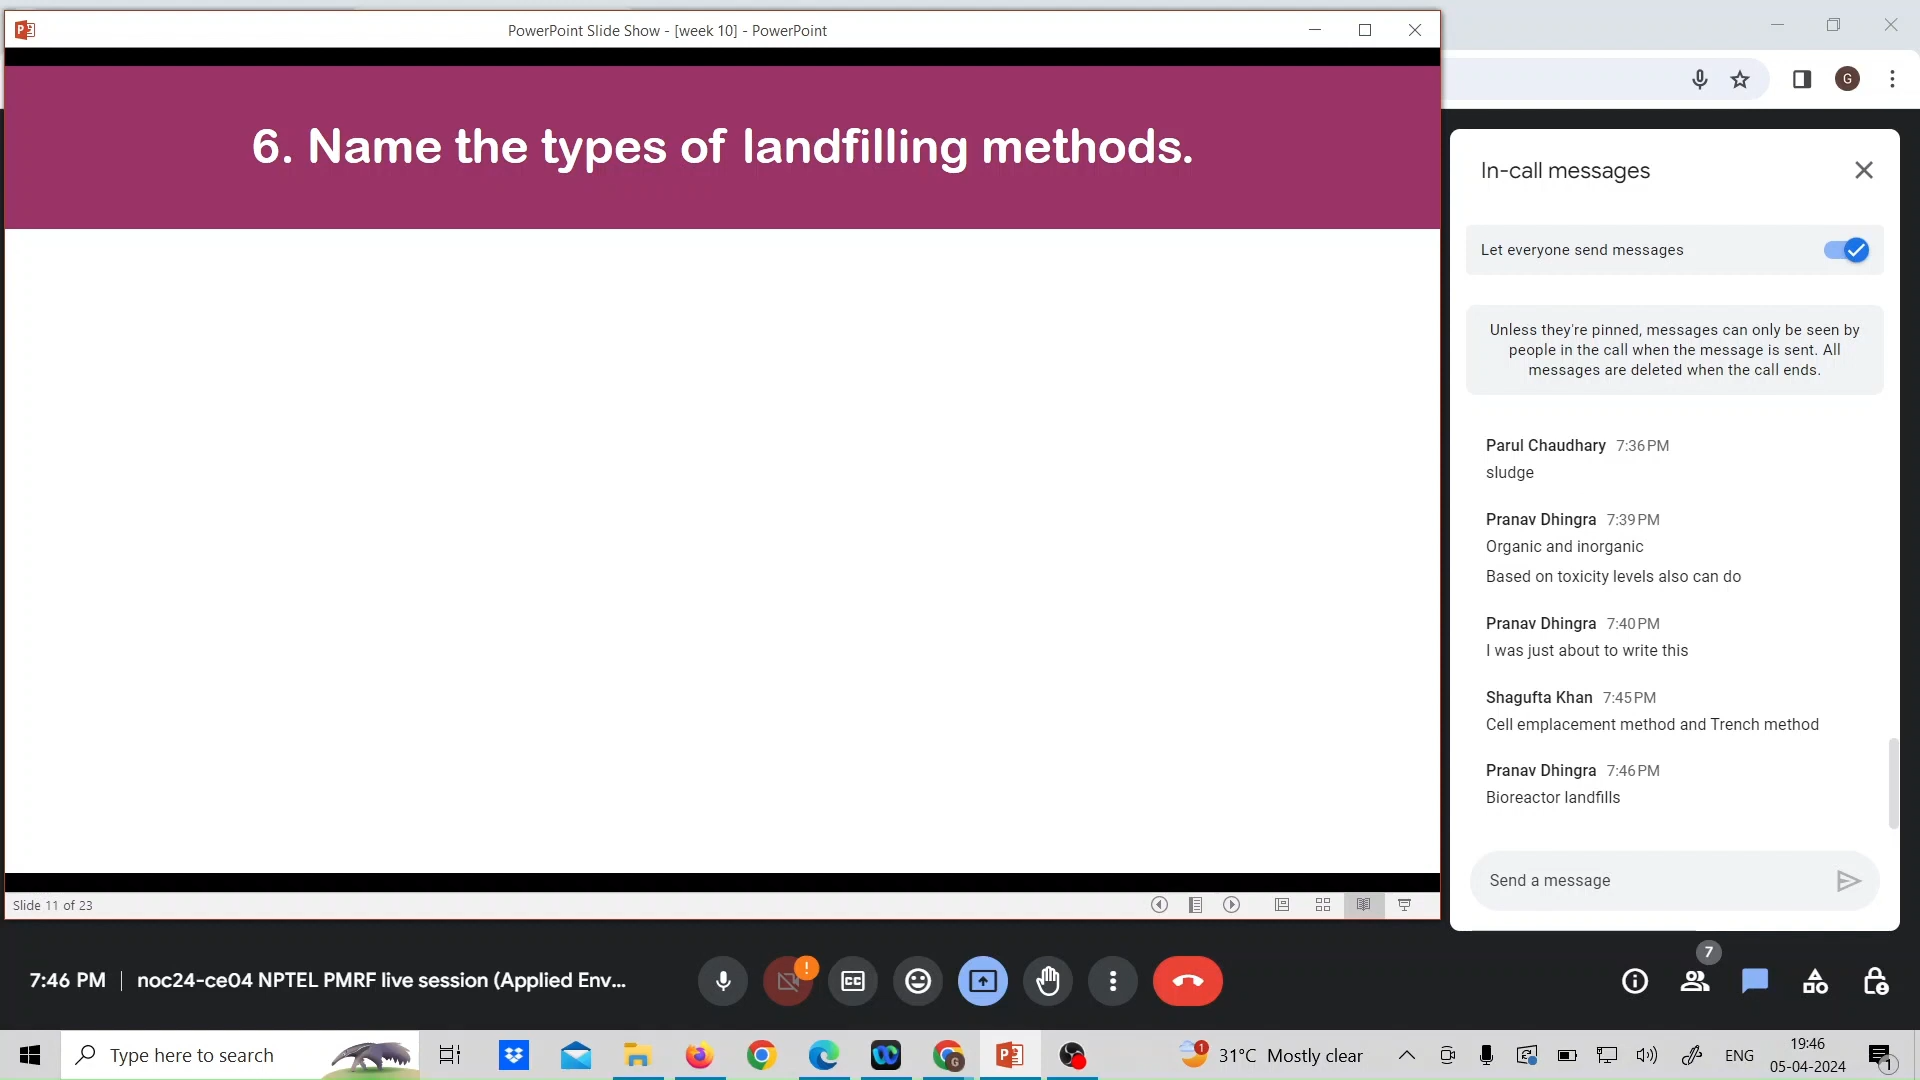 PowerPoint Slide Show - [week 10] - PowerPoint
6. Name the types of landfilling methods.
Slide 11 of 23
G
In-call messages
Let everyone send messages
Unless they're pinned, messages can only be seen by
people in the call when the message is sent. All
messages are deleted when the call ends.
Parul Chaudhary 7:36 PM
sludge
Pranav Dhingra 7:39 PM
Organic and inorganic
Based on toxicity levels also can do
Pranav Dhingra 7:40 PM
I was just about to write this
Shagufta Khan 7:45 PM
Cell emplacement method and Trench method
Pranav Dhingra 7:46 PM
Bioreactor landfills
Send a message
7:46 PM | noc24-ce04 NPTEL PMRF live session (Applied Env...
7
Type here to search
1
31°C Mostly clear
ENG
19:46
05-04-2024
1